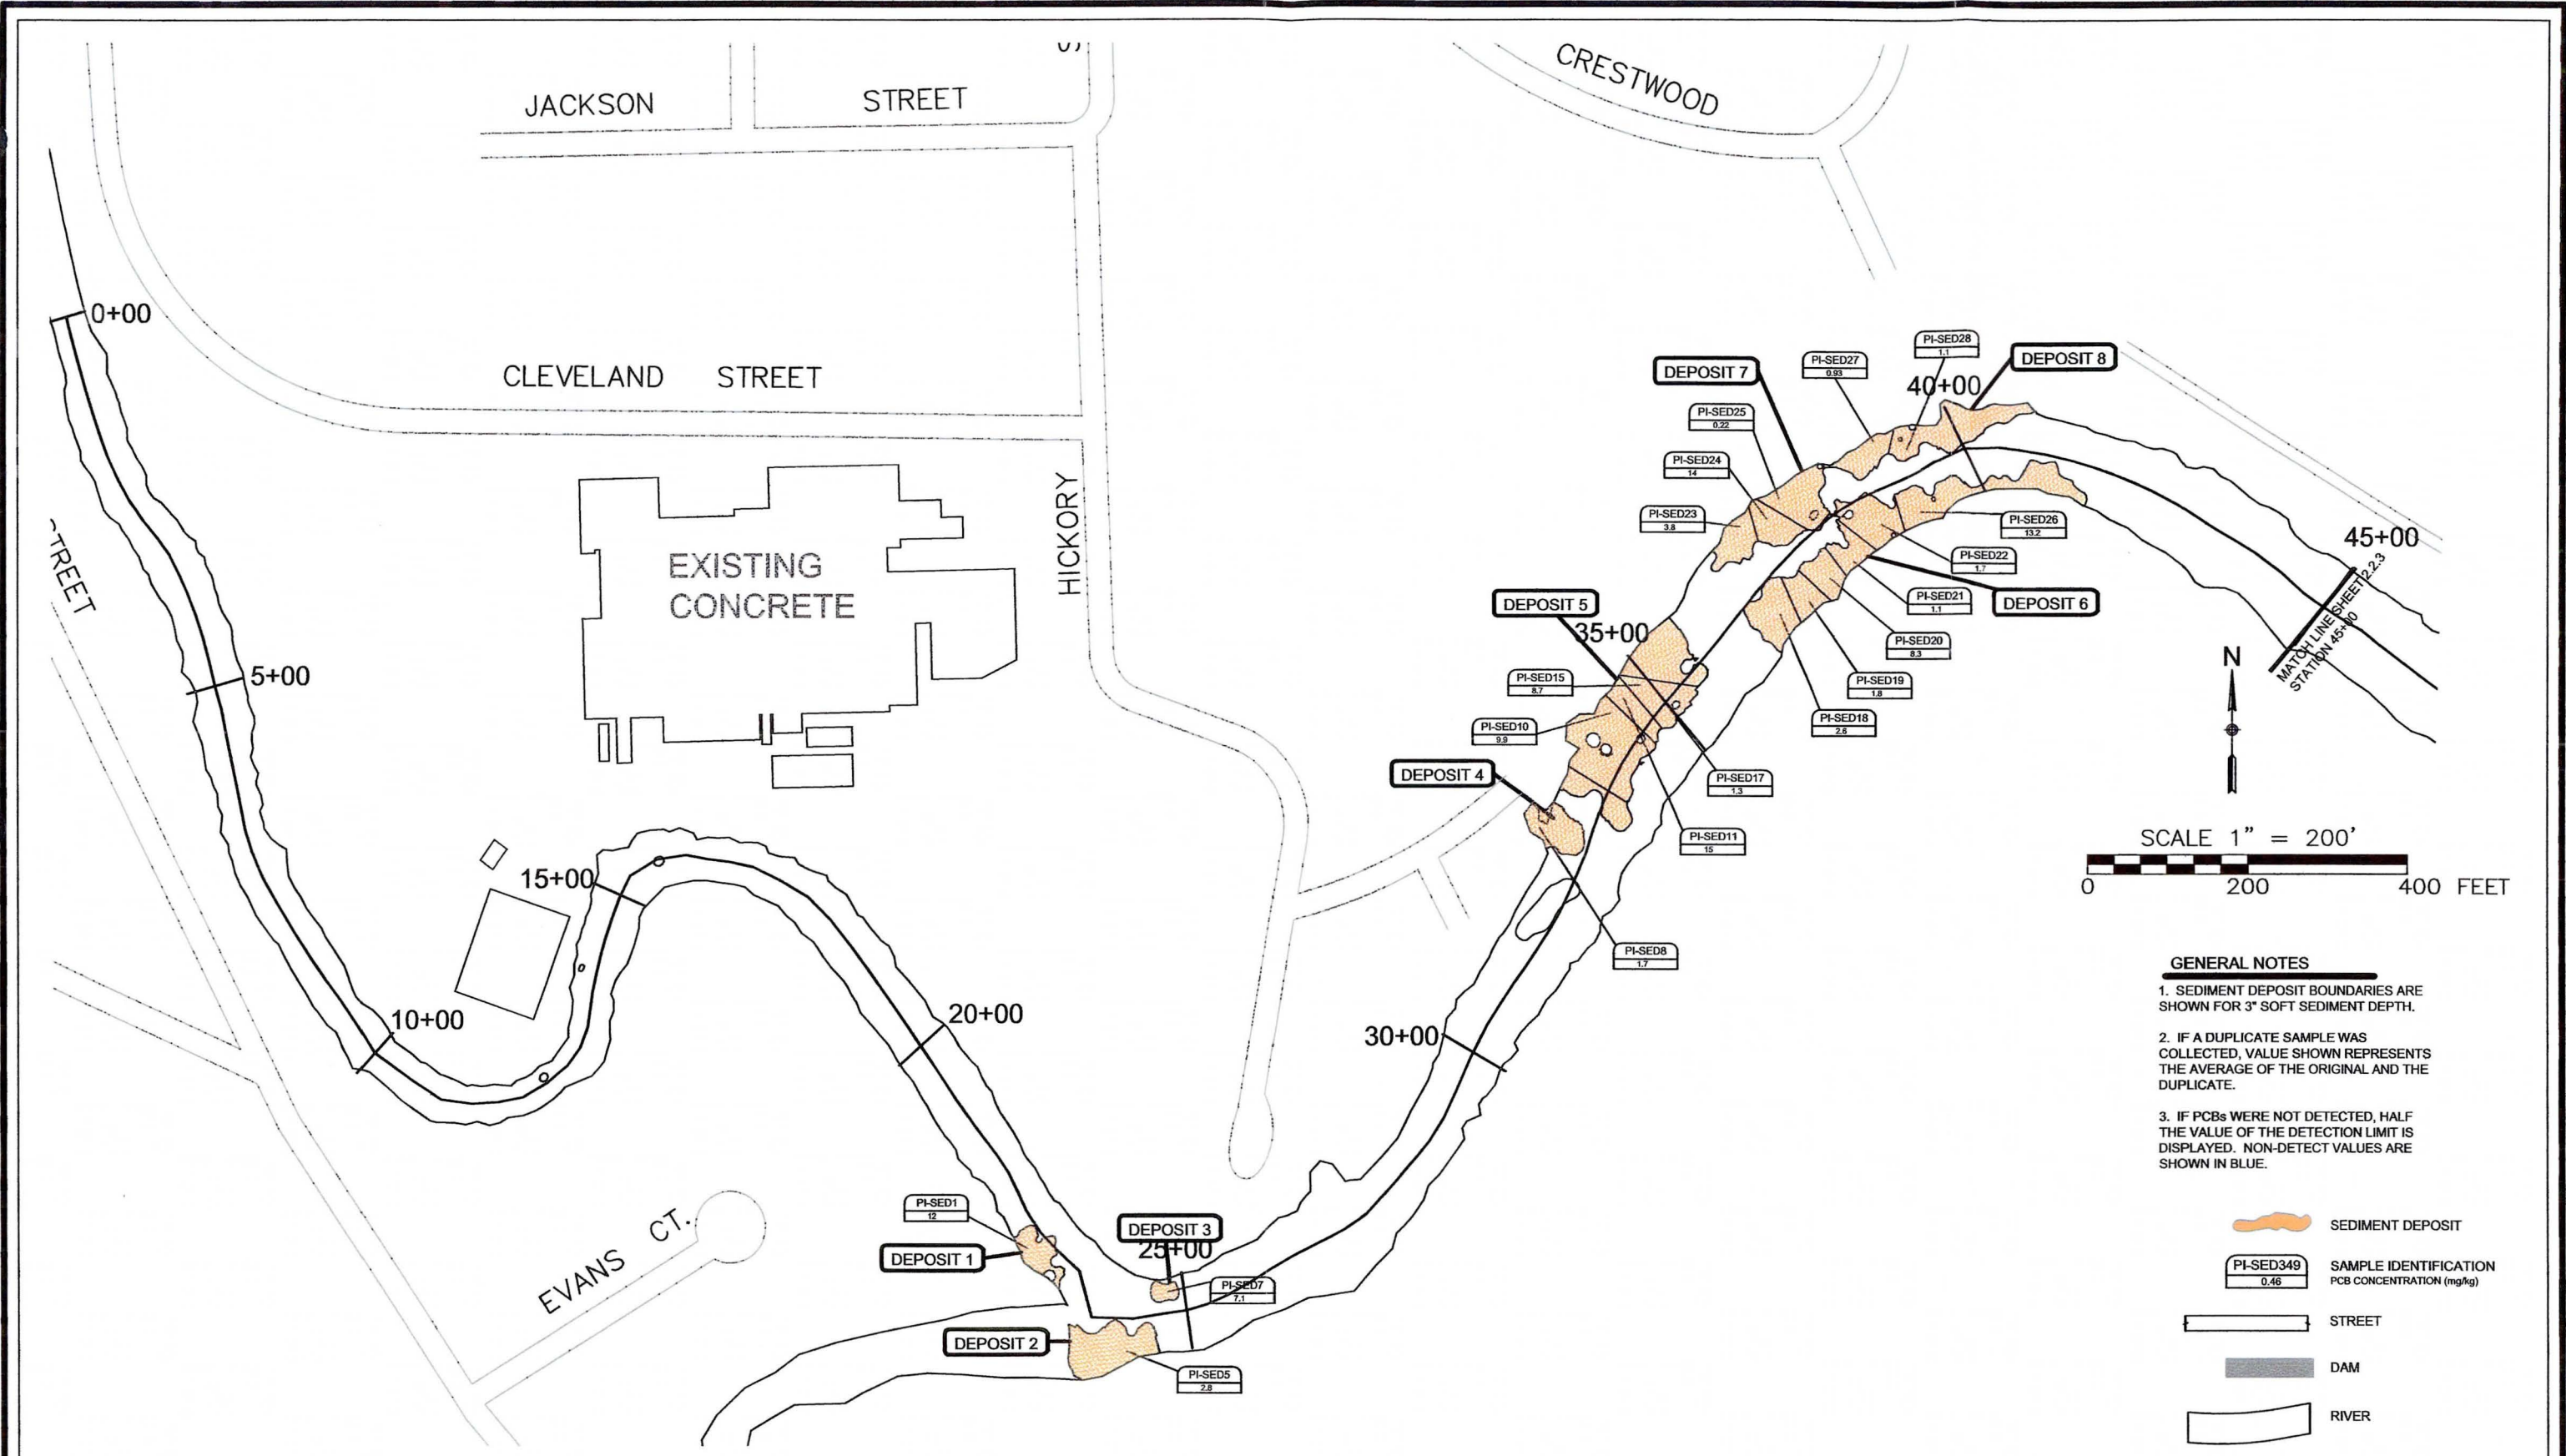 JACKSON STREET
CRESTWOOD
0+00
CLEVELAND STREET
HICKORY
STREET
EXISTING
CONCRETE
5+00
10+00
15+00
20+00
25+00
30+00
35+00
40+00
45+00
EVANS CT.
PI-SED1
12
DEPOSIT 1
DEPOSIT 2
PI-SED5
2.8
DEPOSIT 3
PI-SED7
7.1
DEPOSIT 4
PI-SED8
1.7
DEPOSIT 5
PI-SED15
8.7
PI-SED10
9.9
PI-SED17
1.3
PI-SED11
15
DEPOSIT 6
PI-SED26
13.2
PI-SED22
1.7
PI-SED21
1.1
PI-SED20
8.3
PI-SED19
1.8
PI-SED18
2.6
DEPOSIT 7
PI-SED25
0.22
PI-SED24
14
PI-SED23
3.8
PI-SED27
0.93
PI-SED28
1.1
DEPOSIT 8
MATCH LINE SHEET 2.2.3
STATION 45+00
N
SCALE 1" = 200'
0 200 400 FEET
GENERAL NOTES
1. SEDIMENT DEPOSIT BOUNDARIES ARE
SHOWN FOR 3" SOFT SEDIMENT DEPTH.
2. IF A DUPLICATE SAMPLE WAS
COLLECTED, VALUE SHOWN REPRESENTS
THE AVERAGE OF THE ORIGINAL AND THE
DUPLICATE.
3. IF PCBs WERE NOT DETECTED, HALF
THE VALUE OF THE DETECTION LIMIT IS
DISPLAYED. NON-DETECT VALUES ARE
SHOWN IN BLUE.
SEDIMENT DEPOSIT
PI-SED349
0.46
SAMPLE IDENTIFICATION
PCB CONCENTRATION (mg/kg)
STREET
DAM
RIVER